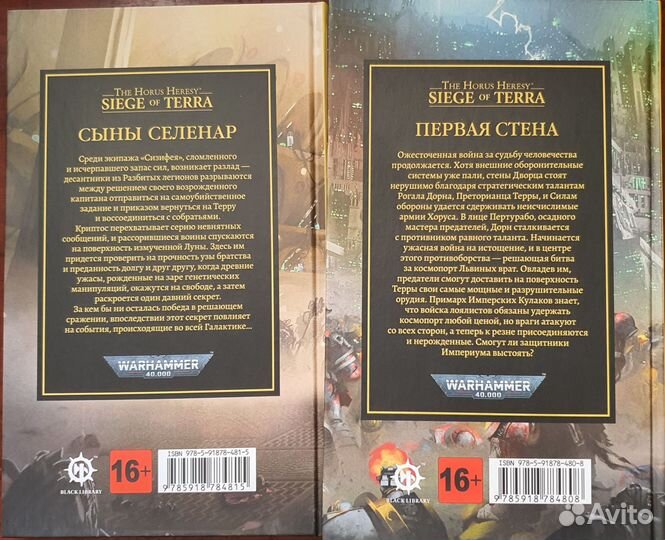 THE HORUS HERESY®
SIEGE OF TERRA
СЫНЫ СЕЛЕНАР
Среди экипажа «Сизифея», сломленного
и исчерпавшего запас сил, возникает разлад —
десантники из Разбитых легионов разрываются
между решением своего возрожденного
капитана отправиться на самоубийственное
задание и приказом вернуться на Терру
и воссоединиться с собратьями.
Криптос перехватывает серию невнятных
сообщений, и рассорившиеся воины спускаются
на поверхность измученной Луны. Здесь им
придется проверить на прочность узы братства
и преданность долгу и друг другу, когда древние
ужасы, рожденные на заре генетических
манипуляций, окажутся на свободе, а затем
раскроется один давний секрет.
За кем бы ни осталась победа в решающем
сражении, впоследствии этот секрет повлияет
на события, происходящие во всей Галактике...
WARHAMMER
40.000
BLACK LIBRARY
16+
ISBN 978-5-91878-481-5
9 785918 784815
THE HORUS HERESY®
SIEGE OF TERRA
ПЕРВАЯ СТЕНА
Ожесточенная война за судьбу человечества
продолжается. Хотя внешние оборонительные
системы уже пали, стены Дворца стоят
нерушимо благодаря стратегическим талантам
Рогала Дорна, Преторианца Терры, и Силам
обороны удается сдерживать неисчислимые
армии Хоруса. В лице Пертурабо, осадного
мастера предателей, Дорн сталкивается
с противником равного таланта. Начинается
ужасная война на истощение, и в центре
этого противоборства — решающая битва
за космопорт Львиных врат. Овладев им,
предатели смогут доставить на поверхность
Терры свои самые мощные и разрушительные
орудия. Примарх Имперских Кулаков знает,
что войска лоялистов обязаны удержать
космопорт любой ценой, но враги атакуют
со всех сторон, а теперь к резне присоединяются
и нерожденные. Смогут ли защитники
Империума выстоять?
WARHAMMER
40.000
BLACK LIBRARY
16+
ISBN 978-5-91878-480-8
9 785918 784808
Avito